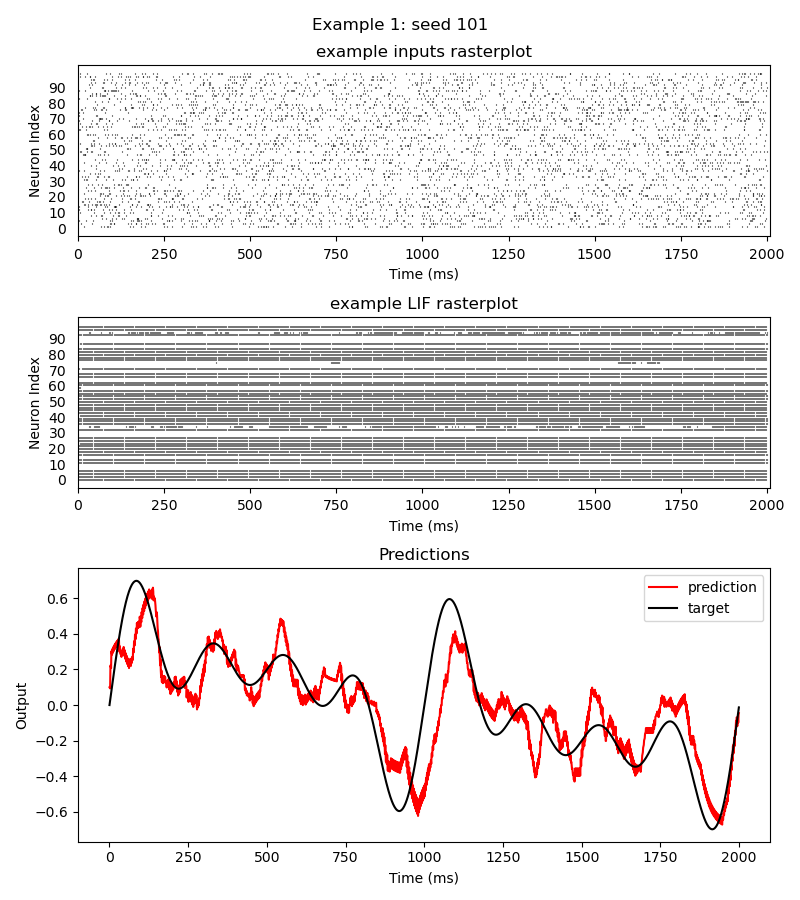 Example 1: seed 101
example inputs rasterplot
Neuron Index
90
80
70
60
50
40
30
20
10
0
0 250 500 750 1000 1250 1500 1750 2000
Time (ms)
example LIF rasterplot
Neuron Index
90
80
70
60
50
40
30
20
10
0
0 250 500 750 1000 1250 1500 1750 2000
Time (ms)
Predictions
Output
0.6
0.4
0.2
0.0
−0.2
−0.4
−0.6
prediction
target
0 250 500 750 1000 1250 1500 1750 2000
Time (ms)